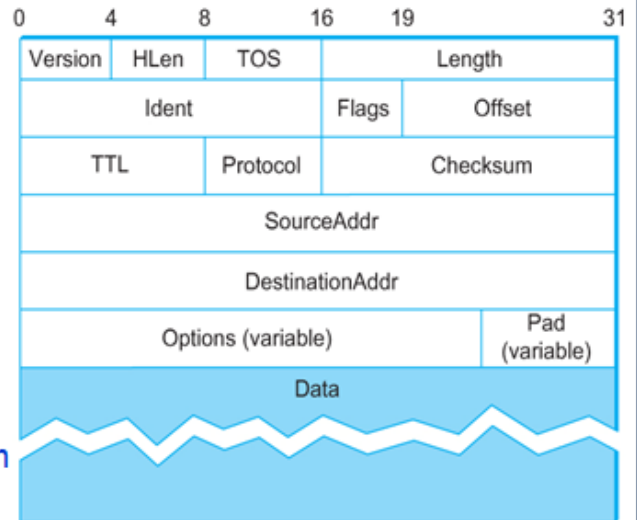 0 4 8 16 19 31
Version HLen TOS Length
Ident Flags Offset
TTL Protocol Checksum
SourceAddr
DestinationAddr
Options (variable) Pad
(variable)
Data
n